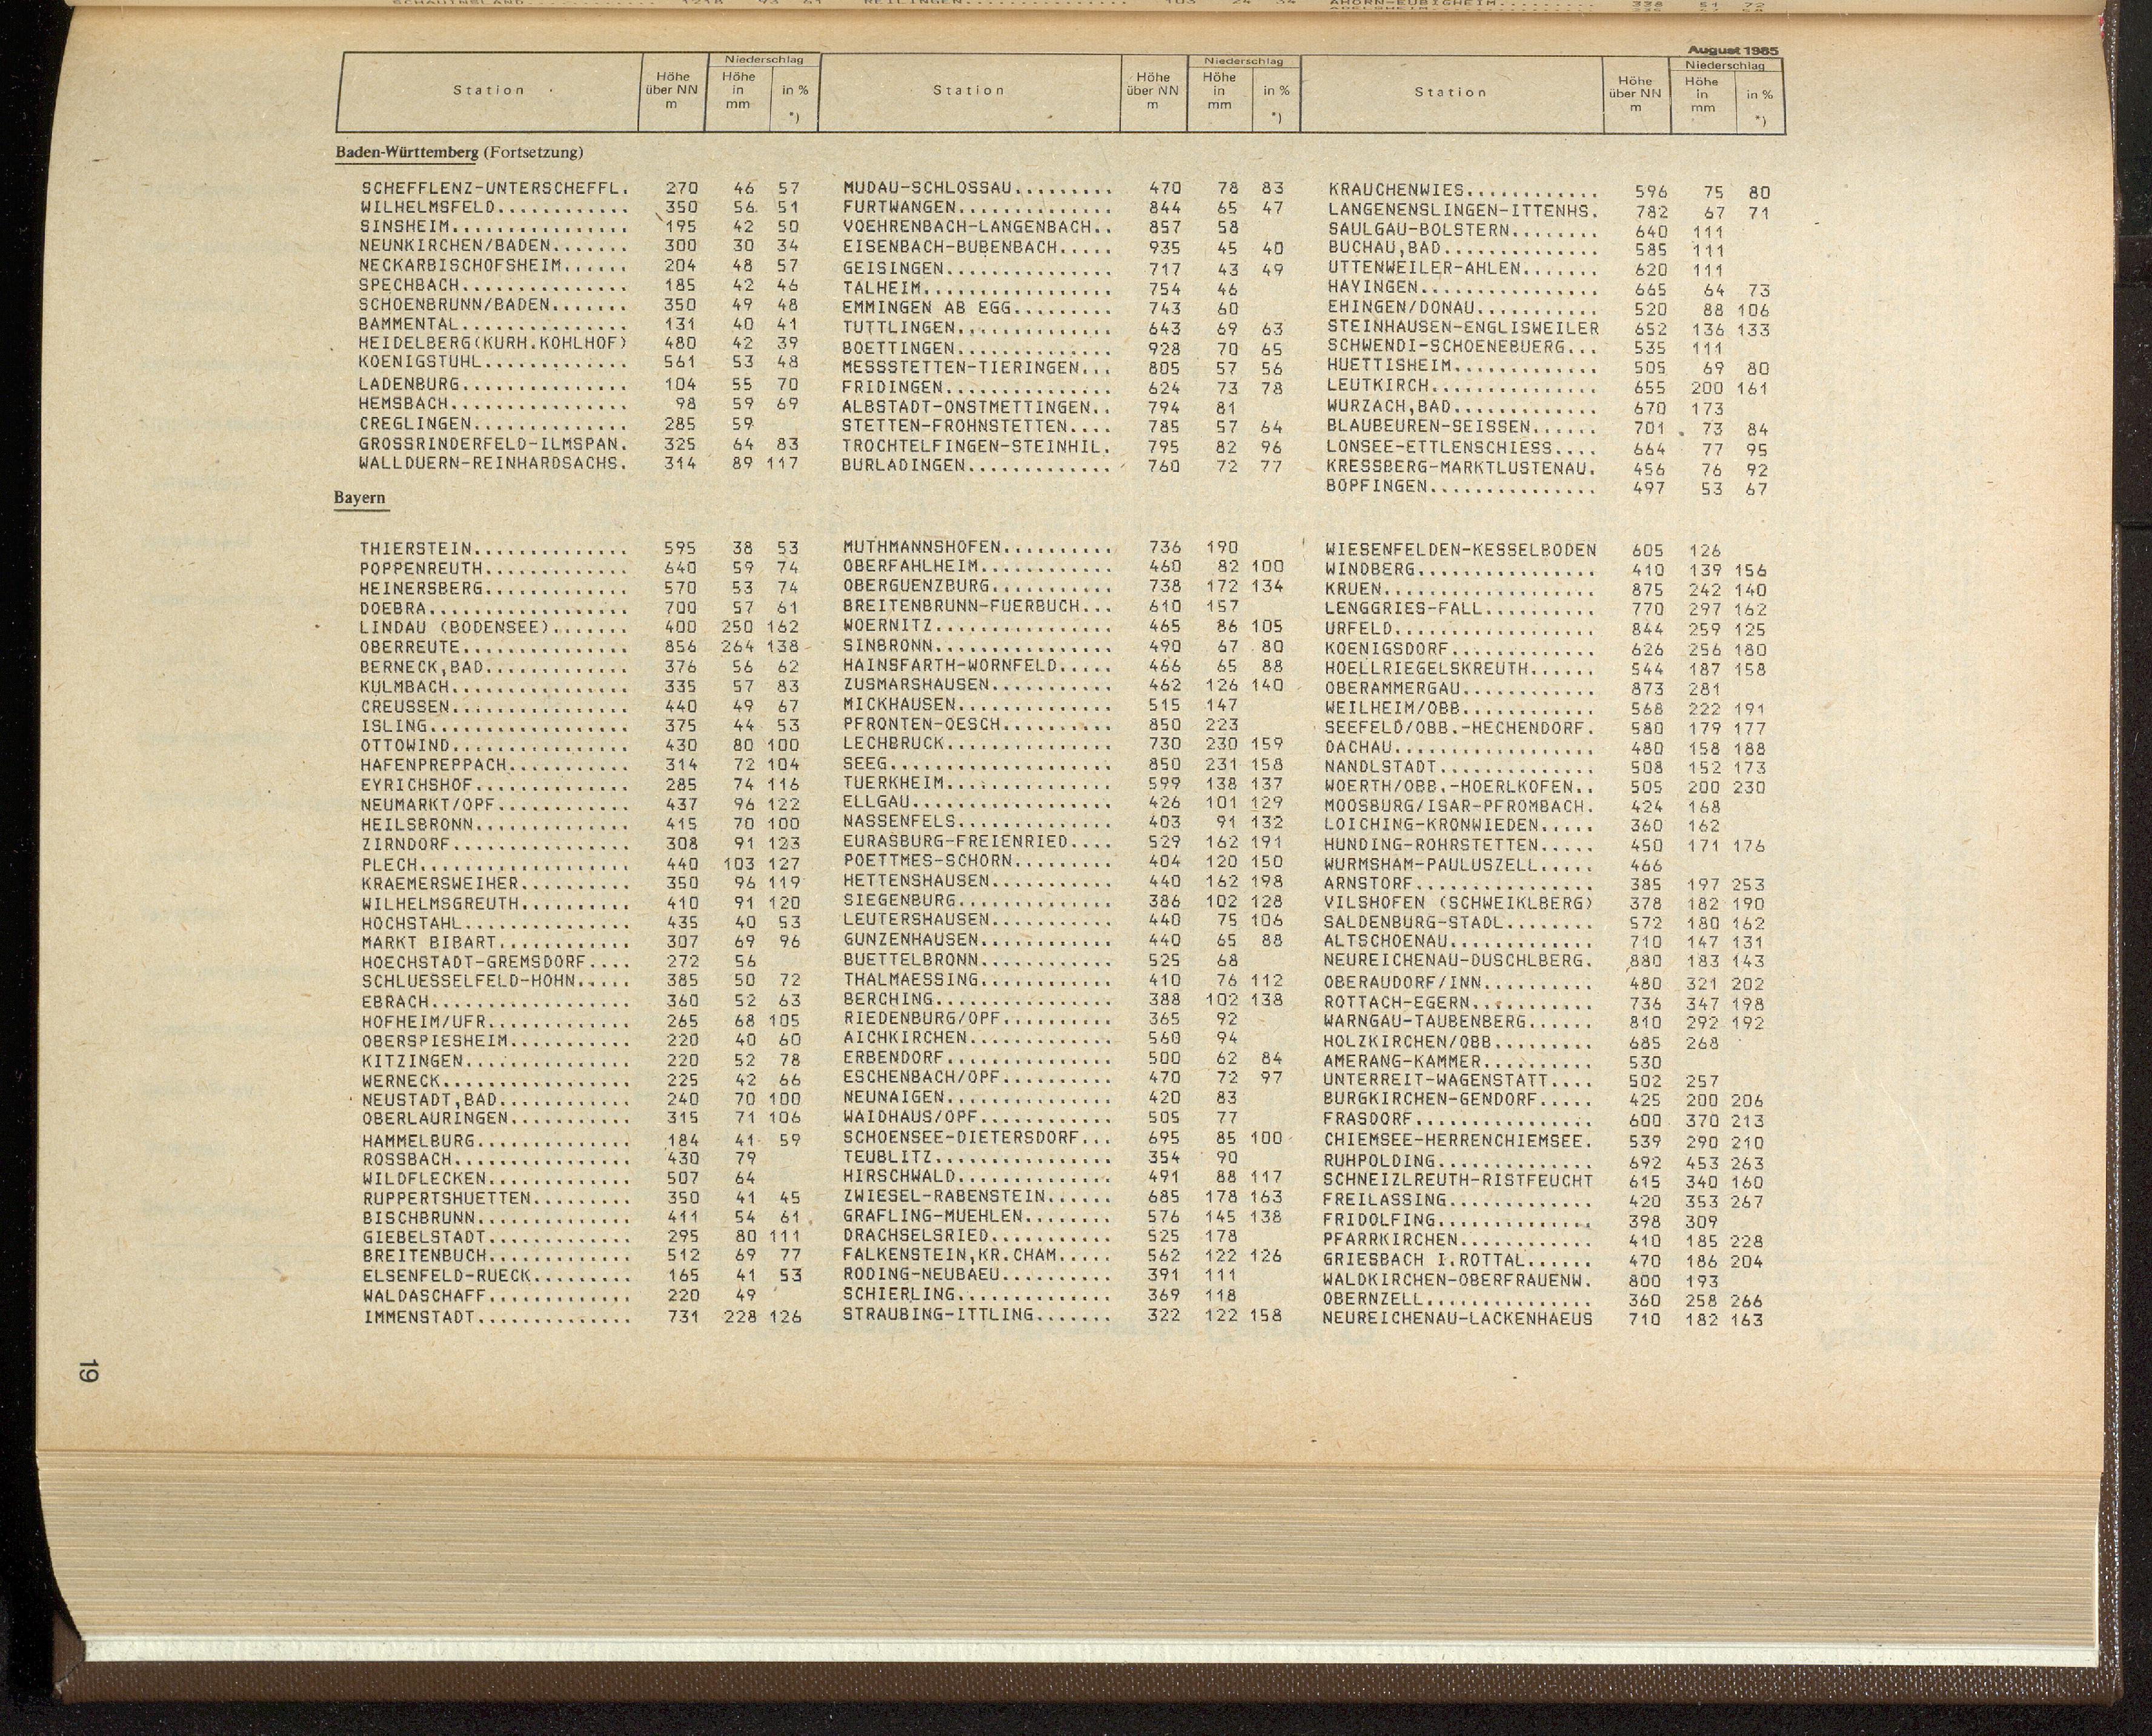 August 1985
Station Höhe über NN m Niederschlag Höhe in mm in % *) Station Höhe über NN m Niederschlag Höhe in mm in % *) Station Höhe über NN m Niederschlag Höhe in mm in % *)
Baden-Württemberg (Fortsetzung)
SCHEFFLENZ-UNTERSCHEFFL. 270 46 57 MUDAU-SCHLOSSAU......... 470 78 83 KRAUCHENWIES............ 596 75 80
WILHELMSFELD............ 350 56 51 FURTWANGEN.............. 844 65 47 LANGENENSLINGEN-ITTENHS. 782 67 71
SINSHEIM................ 195 42 50 VOEHRENBACH-LANGENBACH.. 857 58 SAULGAU-BOLSTERN........ 640 111
NEUNKIRCHEN/BADEN....... 300 30 34 EISENBACH-BUBENBACH..... 935 45 40 BUCHAU,BAD.............. 585 111
NECKARBISCHOFSHEIM...... 204 48 57 GEISINGEN............... 717 43 49 UTTENWEILER-AHLEN....... 620 111
SPECHBACH............... 185 42 46 TALHEIM................. 754 46 HAYINGEN................ 665 64 73
SCHOENBRUNN/BADEN....... 350 49 48 EMMINGEN AB EGG......... 743 60 EHINGEN/DONAU........... 520 88 106
BAMMENTAL............... 131 40 41 TUTTLINGEN.............. 643 69 63 STEINHAUSEN-ENGLISWEILER 652 136 133
HEIDELBERG(KURH.KOHLHOF) 480 42 39 BOETTINGEN.............. 928 70 65 SCHWENDI-SCHOENEBUERG... 535 111
KOENIGSTUHL............. 561 53 48 MESSSTETTEN-TIERINGEN... 805 57 56 HUETTISHEIM............. 505 69 80
LADENBURG............... 104 55 70 FRIDINGEN............... 624 73 78 LEUTKIRCH............... 655 200 161
HEMSBACH................ 98 59 69 ALBSTADT-ONSTMETTINGEN.. 794 81 WURZACH,BAD............. 670 173
CREGLINGEN.............. 285 59 STETTEN-FROHNSTETTEN.... 785 57 64 BLAUBEUREN-SEISSEN...... 701 73 84
GROSSRINDERFELD-ILMSPAN. 325 64 83 TROCHTELFINGEN-STEINHIL. 795 82 96 LONSEE-ETTLENSCHIESS.... 664 77 95
WALLDUERN-REINHARDSACHS. 314 89 117 BURLADINGEN............. 760 72 77 KRESSBERG-MARKTLUSTENAU. 456 76 92
BOPFINGEN............... 497 53 67
Bayern
THIERSTEIN.............. 595 38 53 MUTHMANNSHOFEN.......... 736 190 WIESENFELDEN-KESSELBODEN 605 126
POPPENREUTH............. 640 59 74 OBERFAHLHEIM............ 460 82 100 WINDBERG................ 410 139 156
HEINERSBERG............. 570 53 74 OBERGUENZBURG........... 738 172 134 KRUEN................... 875 242 140
DOEBRA.................. 700 57 61 BREITENBRUNN-FUERBUCH... 610 157 LENGGRIES-FALL.......... 770 297 162
LINDAU (BODENSEE)....... 400 250 162 WOERNITZ................ 465 86 105 URFELD.................. 844 259 125
OBERREUTE............... 856 264 138 SINBRONN................ 490 67 80 KOENIGSDORF............. 626 256 180
BERNECK,BAD............. 376 56 62 HAINSFARTH-WORNFELD..... 466 65 88 HOELLRIEGELSKREUTH...... 544 187 158
KULMBACH................ 335 57 83 ZUSMARSHAUSEN........... 462 126 140 OBERAMMERGAU............ 873 281
CREUSSEN................ 440 49 67 MICKHAUSEN.............. 515 147 WEILHEIM/OBB............ 568 222 191
ISLING.................. 375 44 53 PFRONTEN-OESCH.......... 850 223 SEEFELD/OBB.-HECHENDORF. 580 179 177
OTTOWIND................ 430 80 100 LECHBRUCK............... 730 230 159 DACHAU.................. 480 158 188
HAFENPREPPACH........... 314 72 104 SEEG.................... 850 231 158 NANDLSTADT.............. 508 152 173
EYRICHSHOF.............. 285 74 116 TUERKHEIM............... 599 138 137 WOERTH/OBB.-HOERLKOFEN.. 505 200 230
NEUMARKT/OPF............ 437 96 122 ELLGAU.................. 426 101 129 MOOSBURG/ISAR-PFROMBACH. 424 168
HEILSBRONN.............. 415 70 100 NASSENFELS.............. 403 91 132 LOICHING-KRONWIEDEN..... 360 162
ZIRNDORF................ 308 91 123 EURASBURG-FREIENRIED.... 529 162 191 HUNDING-ROHRSTETTEN..... 450 171 176
PLECH................... 440 103 127 POETTMES-SCHORN......... 404 120 150 WURMSHAM-PAULUSZELL..... 466
KRAEMERSWEIHER.......... 350 96 119 HETTENSHAUSEN........... 440 162 198 ARNSTORF................ 385 197 253
WILHELMSGREUTH.......... 410 91 120 SIEGENBURG.............. 386 102 128 VILSHOFEN (SCHWEIKLBERG) 378 182 190
HOCHSTAHL............... 435 40 53 LEUTERSHAUSEN........... 440 75 106 SALDENBURG-STADL........ 572 180 162
MARKT BIBART............ 307 69 96 GUNZENHAUSEN............ 440 65 88 ALTSCHOENAU............. 710 147 131
HOECHSTADT-GREMSDORF.... 272 56 BUETTELBRONN............ 525 68 NEUREICHENAU-DUSCHLBERG. 880 183 143
SCHLUESSELFELD-HOHN..... 385 50 72 THALMAESSING............ 410 76 112 OBERAUDORF/INN.......... 480 321 202
EBRACH.................. 360 52 63 BERCHING................ 388 102 138 ROTTACH-EGERN........... 736 347 198
HOFHEIM/UFR............. 265 68 105 RIEDENBURG/OPF.......... 365 92 WARNGAU-TAUBENBERG...... 810 292 192
OBERSPIESHEIM........... 220 40 60 AICHKIRCHEN............. 560 94 HOLZKIRCHEN/OBB......... 685 268
KITZINGEN............... 220 52 78 ERBENDORF............... 500 62 84 AMERANG-KAMMER.......... 530
WERNECK................. 225 42 66 ESCHENBACH/OPF.......... 470 72 97 UNTERREIT-WAGENSTATT.... 502 257
NEUSTADT,BAD............ 240 70 100 NEUNAIGEN............... 420 83 BURGKIRCHEN-GENDORF..... 425 200 206
OBERLAURINGEN........... 315 71 106 WAIDHAUS/OPF............ 505 77 FRASDORF................ 600 370 213
HAMMELBURG.............. 184 41 59 SCHOENSEE-DIETERSDORF... 695 85 100 CHIEMSEE-HERRENCHIEMSEE. 539 290 210
ROSSBACH................ 430 79 TEUBLITZ................ 354 90 RUHPOLDING.............. 692 453 263
WILDFLECKEN............. 507 64 HIRSCHWALD.............. 491 88 117 SCHNEIZLREUTH-RISTFEUCHT 615 340 160
RUPPERTSHUETTEN......... 350 41 45 ZWIESEL-RABENSTEIN...... 685 178 163 FREILASSING............. 420 353 267
BISCHBRUNN.............. 411 54 61 GRAFLING-MUEHLEN........ 576 145 138 FRIDOLFING.............. 398 309
GIEBELSTADT............. 295 80 111 DRACHSELSRIED........... 525 178 PFARRKIRCHEN............ 410 185 228
BREITENBUCH............. 512 69 77 FALKENSTEIN,KR.CHAM..... 562 122 126 GRIESBACH I.ROTTAL...... 470 186 204
ELSENFELD-RUECK......... 165 41 53 RODING-NEUBAEU.......... 391 111 WALDKIRCHEN-OBERFRAUENW. 800 193
WALDASCHAFF............. 220 49 SCHIERLING.............. 369 118 OBERNZELL............... 360 258 266
IMMENSTADT.............. 731 228 126 STRAUBING-ITTLING....... 322 122 158 NEUREICHENAU-LACKENHAEUS 710 182 163
19